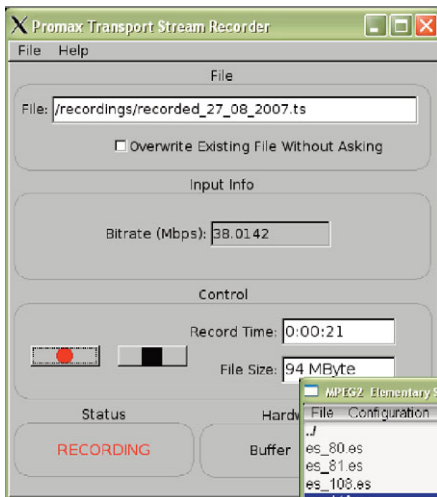 Promax Transport Stream Recorder
File Help
File
File: /recordings/recorded_27_08_2007.ts
Overwrite Existing File Without Asking
Input Info
Bitrate (Mbps): 38.0142
Control
Record Time: 0:00:21
File Size: 94 MByte
MPEG2 Elementary
File Configuration
Status
RECORDING
Buffer
../
es_80.es
es_81.es
es_108.es